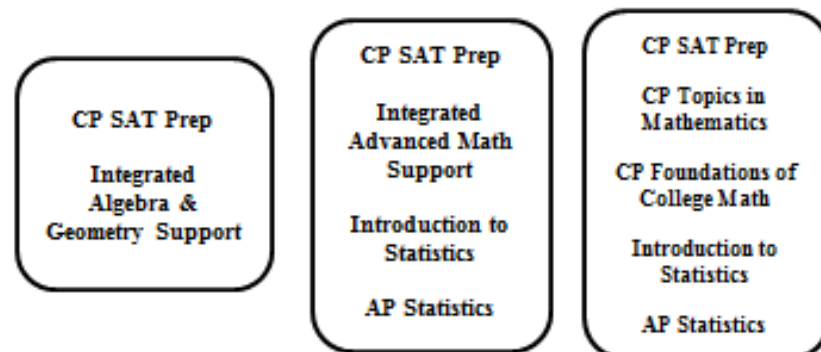 CP SAT Prep
Integrated
Algebra &
Geometry Support
CP SAT Prep
Integrated
Advanced Math
Support
Introduction to
Statistics
AP Statistics
CP SAT Prep
CP Topics in
Mathematics
CP Foundations of
College Math
Introduction to
Statistics
AP Statistics